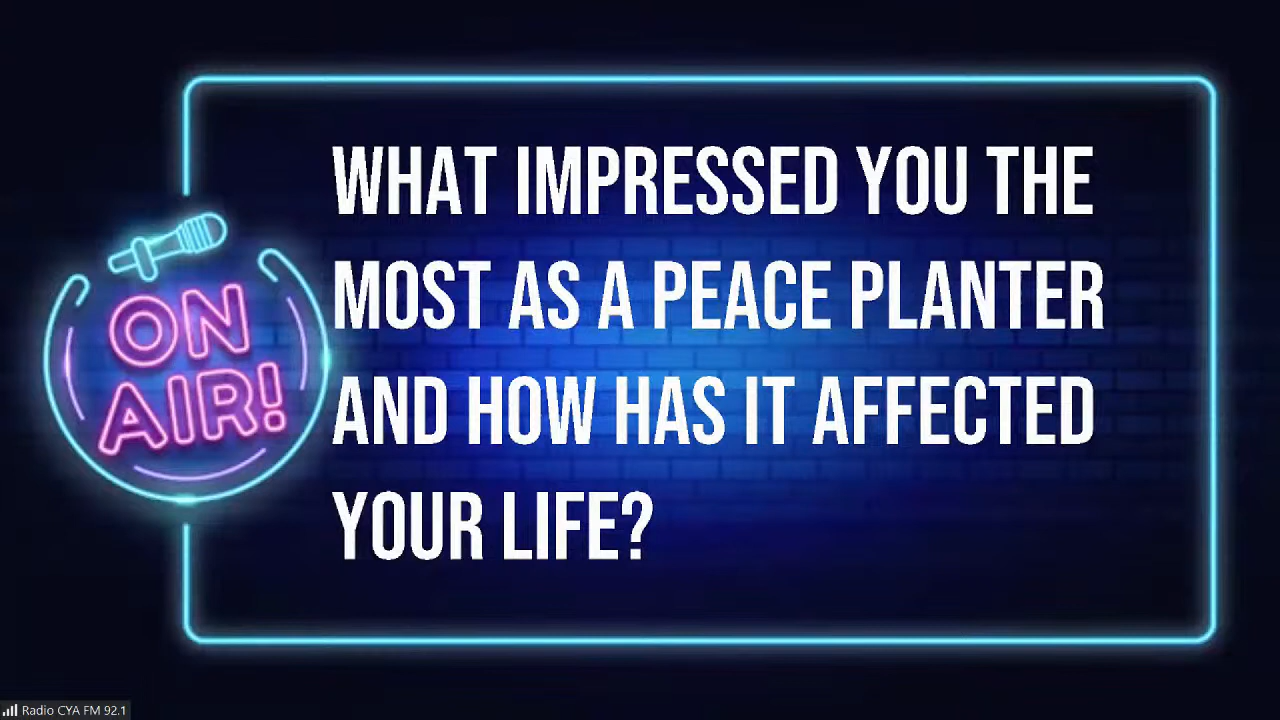 WHAT IMPRESSED YOU THE
MOST AS A PEACE PLANTER
AND HOW HAS IT AFFECTED
YOUR LIFE?
ON
AIR!
Radio CYA FM 92.1